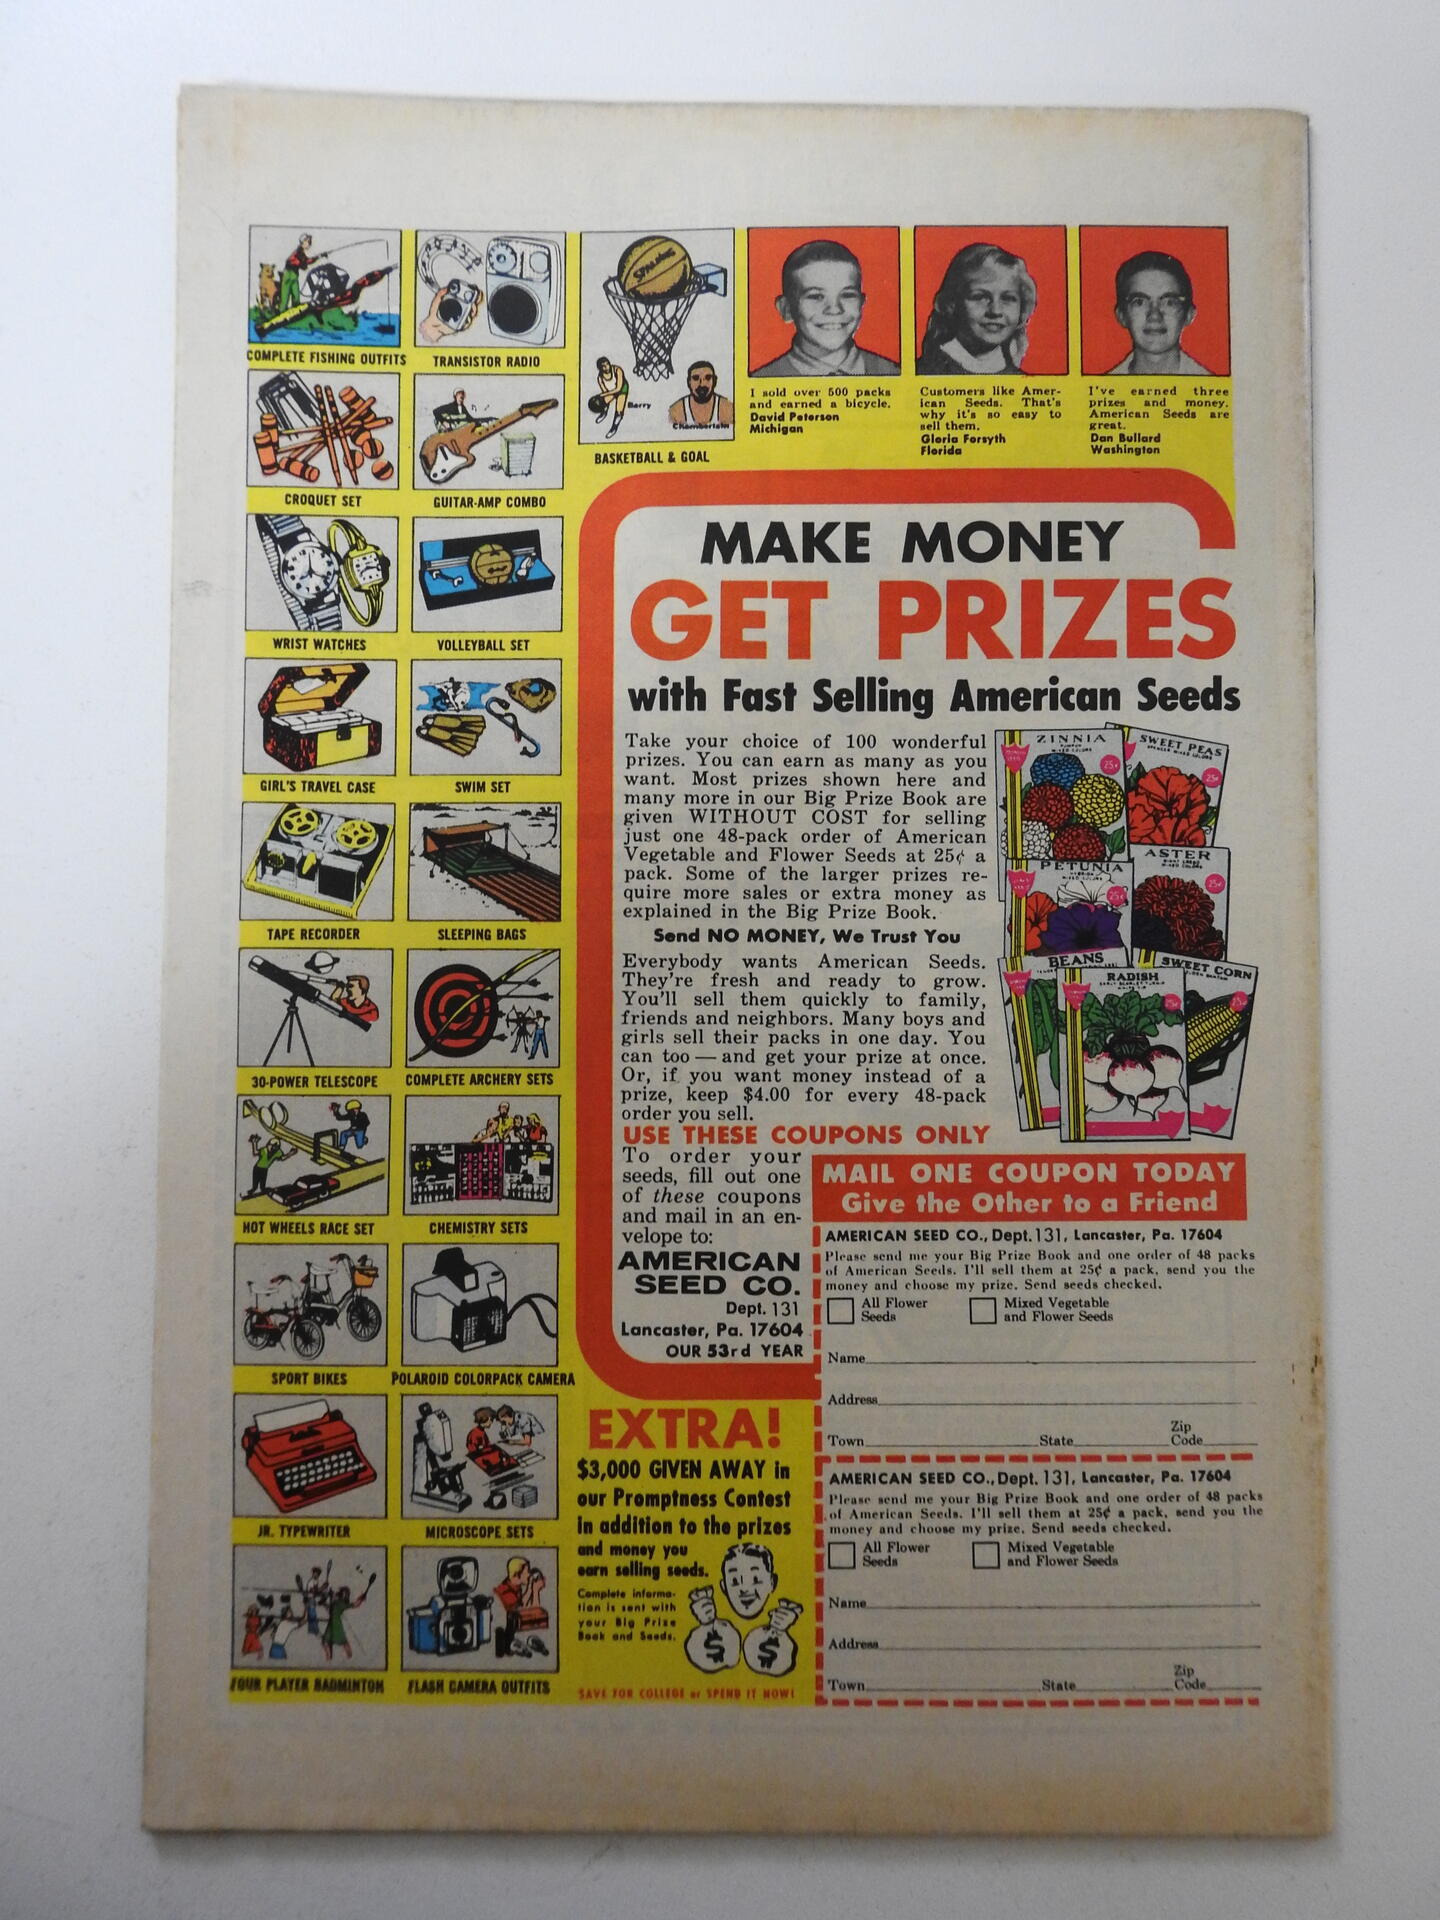 COMPLETE FISHING OUTFITS
TRANSISTOR RADIO
CROQUET SET
GUITAR-AMP COMBO
WRIST WATCHES
VOLLEYBALL SET
GIRL'S TRAVEL CASE
SWIM SET
TAPE RECORDER
SLEEPING BAGS
30-POWER TELESCOPE
COMPLETE ARCHERY SETS
HOT WHEELS RACE SET
CHEMISTRY SETS
SPORT BIKES
POLAROID COLORPACK CAMERA
JR. TYPEWRITER
MICROSCOPE SETS
FOUR PLAYER BADMINTON
FLASH CAMERA OUTFITS
SPALDING
Barry
Chamberlain
BASKETBALL & GOAL
I sold over 500 packs
and earned a bicycle.
David Peterson
Michigan
Customers like Amer-
ican Seeds. That's
why it's so easy to
sell them.
Gloria Forsyth
Florida
I've earned three
prizes and money.
American Seeds are
great.
Dan Bullard
Washington
MAKE MONEY
GET PRIZES
with Fast Selling American Seeds
Take your choice of 100 wonderful
prizes. You can earn as many as you
want. Most prizes shown here and
many more in our Big Prize Book are
given WITHOUT COST for selling
just one 48-pack order of American
Vegetable and Flower Seeds at 25¢ a
pack. Some of the larger prizes re-
quire more sales or extra money as
explained in the Big Prize Book.
Send NO MONEY, We Trust You
Everybody wants American Seeds.
They're fresh and ready to grow.
You'll sell them quickly to family,
friends and neighbors. Many boys and
girls sell their packs in one day. You
can too — and get your prize at once.
Or, if you want money instead of a
prize, keep $4.00 for every 48-pack
order you sell.
USE THESE COUPONS ONLY
To order your
seeds, fill out one
of these coupons
and mail in an en-
velope to:
AMERICAN
SEED CO.
Dept. 131
Lancaster, Pa. 17604
OUR 53rd YEAR
ZINNIA
MIXED COLORS
25¢
SWEET PEAS
SPENCER MIXED COLORS
25¢
PETUNIA
MIXED COLORS
25¢
ASTER
MIXED COLORS
25¢
BEANS
RADISH
25¢
SWEET CORN
25¢
MAIL ONE COUPON TODAY
Give the Other to a Friend
AMERICAN SEED CO., Dept. 131, Lancaster, Pa. 17604
Please send me your Big Prize Book and one order of 48 packs
of American Seeds. I'll sell them at 25¢ a pack, send you the
money and choose my prize. Send seeds checked.
All Flower
Seeds
Mixed Vegetable
and Flower Seeds
Name
Address
Town State Zip Code
AMERICAN SEED CO., Dept. 131, Lancaster, Pa. 17604
Please send me your Big Prize Book and one order of 48 packs
of American Seeds. I'll sell them at 25¢ a pack, send you the
money and choose my prize. Send seeds checked.
All Flower
Seeds
Mixed Vegetable
and Flower Seeds
Name
Address
Town State Zip Code
EXTRA!
$3,000 GIVEN AWAY in
our Promptness Contest
in addition to the prizes
and money you
earn selling seeds.
Complete informa-
tion is sent with
your Big Prize
Book and Seeds.
$ $
SAVE FOR COLLEGE or SPEND IT NOW!